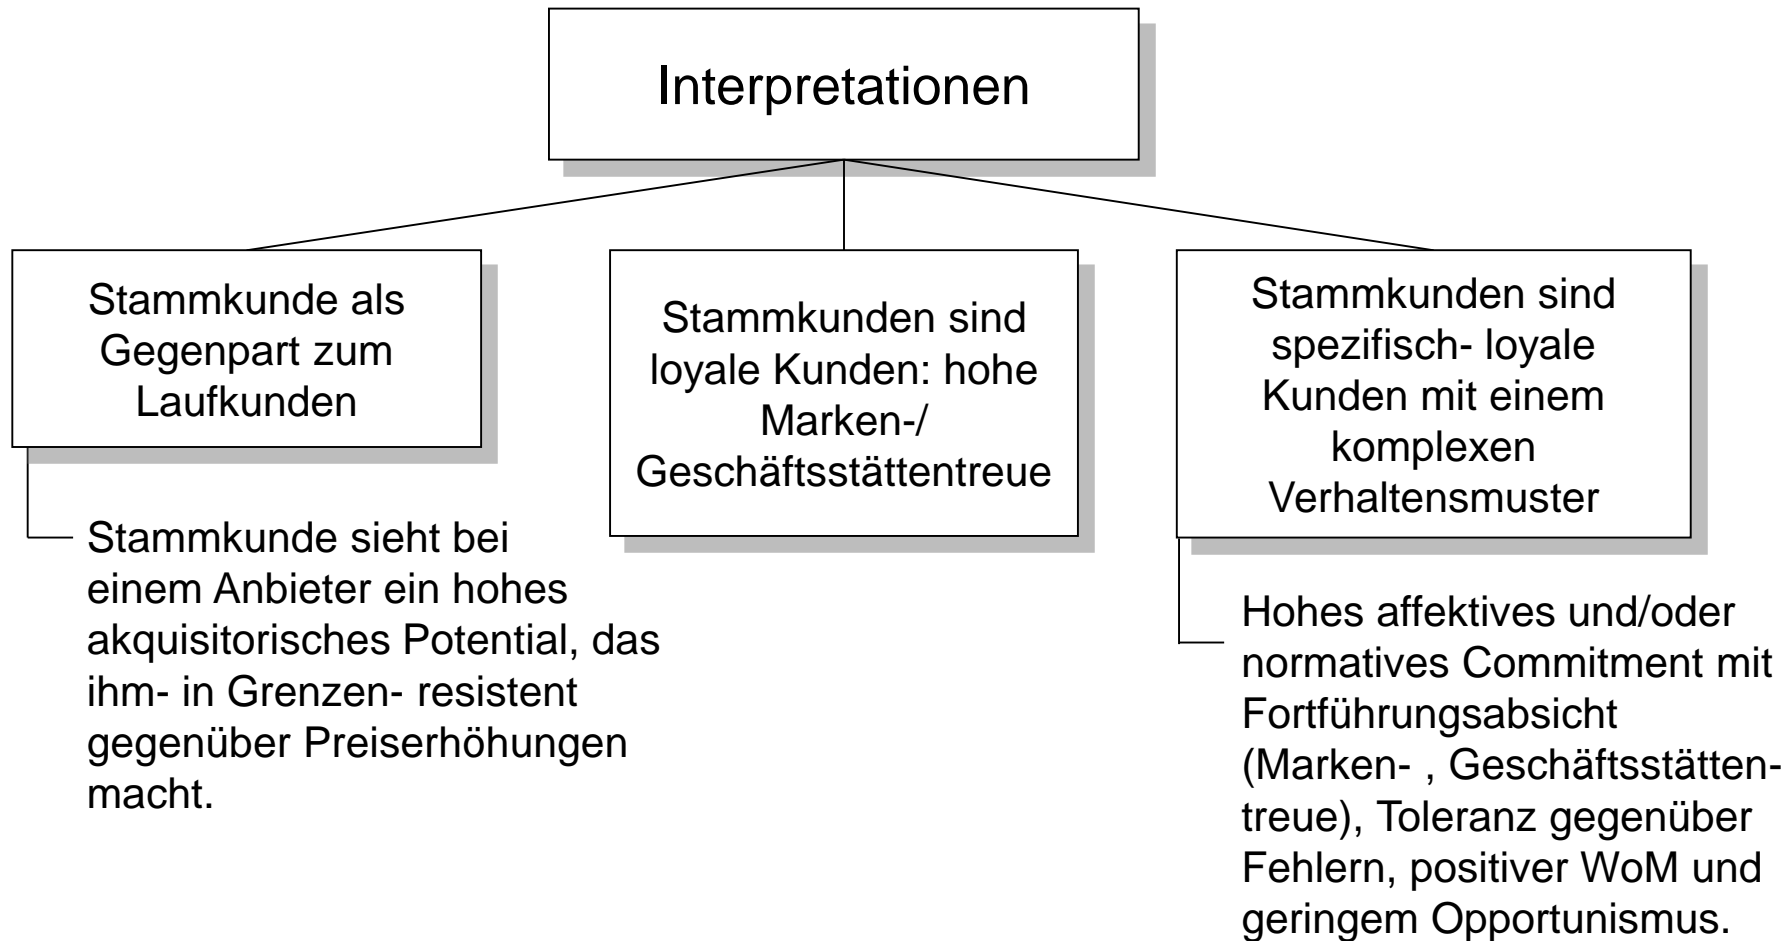 Interpretationen
Stammkunde als
Gegenpart zum
Laufkunden
Stammkunde sieht bei
einem Anbieter ein hohes
akquisitorisches Potential, das
ihm- in Grenzen- resistent
gegenüber Preiserhöhungen
macht.
Stammkunden sind
loyale Kunden: hohe
Marken-/
Geschäftsstättentreue
Stammkunden sind
spezifisch- loyale
Kunden mit einem
komplexen
Verhaltensmuster
Hohes affektives und/oder
normatives Commitment mit
Fortführungsabsicht
(Marken- , Geschäftsstätten-
treue), Toleranz gegenüber
Fehlern, positiver WoM und
geringem Opportunismus.